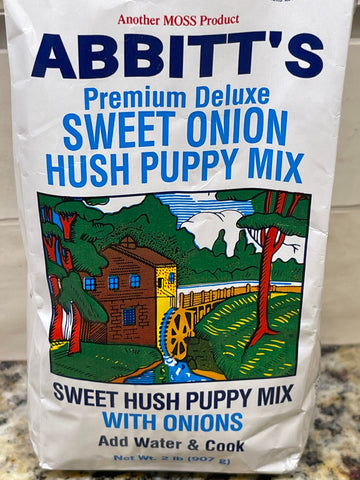 Another MOSS Product
ABBITT'S
Premium Deluxe
SWEET ONION
HUSH PUPPY MIX
SWEET HUSH PUPPY MIX
WITH ONIONS
Add Water & Cook
Net Wt. 2 lb (907 g)